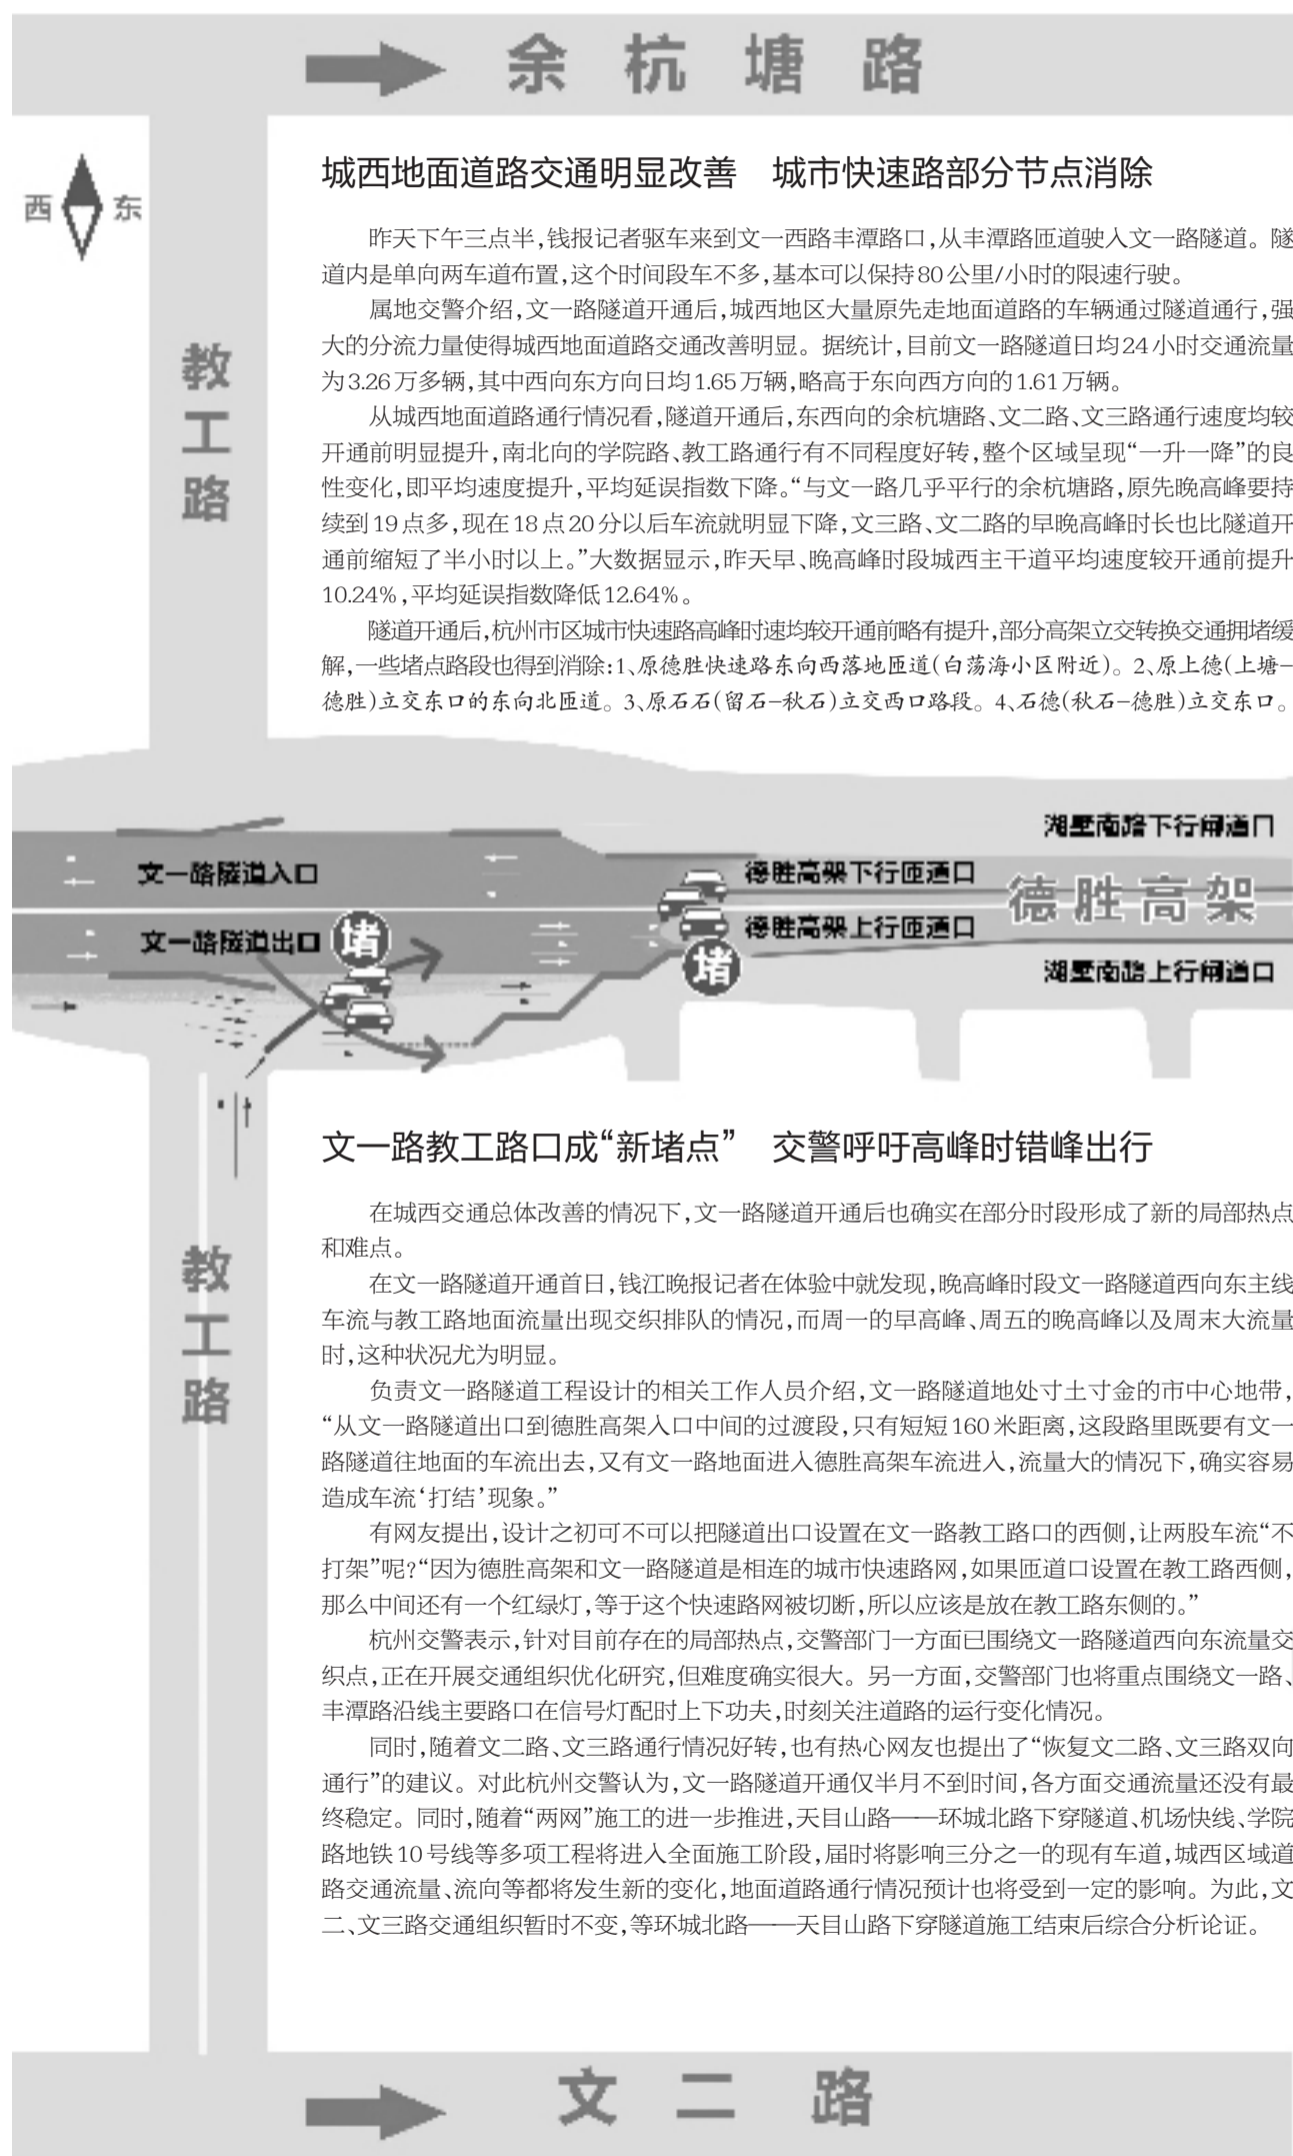 余杭塘路
西 东
教工路
城西地面道路交通明显改善　城市快速路部分节点消除
昨天下午三点半,钱报记者驱车来到文一西路丰潭路口,从丰潭路匝道驶入文一路隧道。隧
道内是单向两车道布置,这个时间段车不多,基本可以保持80公里/小时的限速行驶。
属地交警介绍,文一路隧道开通后,城西地区大量原先走地面道路的车辆通过隧道通行,强
大的分流力量使得城西地面道路交通改善明显。据统计,目前文一路隧道日均24小时交通流量
为3.26万多辆,其中西向东方向日均1.65万辆,略高于东向西方向的1.61万辆。
从城西地面道路通行情况看,隧道开通后,东西向的余杭塘路、文二路、文三路通行速度均较
开通前明显提升,南北向的学院路、教工路通行有不同程度好转,整个区域呈现“一升一降”的良
性变化,即平均速度提升,平均延误指数下降。“与文一路几乎平行的余杭塘路,原先晚高峰要持
续到19点多,现在18点20分以后车流就明显下降,文三路、文二路的早晚高峰时长也比隧道开
通前缩短了半小时以上。”大数据显示,昨天早、晚高峰时段城西主干道平均速度较开通前提升
10.24%,平均延误指数降低12.64%。
隧道开通后,杭州市区城市快速路高峰时速均较开通前略有提升,部分高架立交转换交通拥堵缓
解,一些堵点路段也得到消除:1、原德胜快速路东向西落地匝道(白荡海小区附近)。2、原上德(上塘-
德胜)立交东口的东向北匝道。3、原石石(留石-秋石)立交西口路段。4、石德(秋石-德胜)立交东口。
湖墅南路下行闸道口
文一路隧道入口
德胜高架下行匝道口
德胜高架
文一路隧道出口
堵
德胜高架上行匝道口
堵
湖墅南路上行闸道口
文一路教工路口成“新堵点”　交警呼吁高峰时错峰出行
教工路
在城西交通总体改善的情况下,文一路隧道开通后也确实在部分时段形成了新的局部热点
和难点。
在文一路隧道开通首日,钱江晚报记者在体验中就发现,晚高峰时段文一路隧道西向东主线
车流与教工路地面流量出现交织排队的情况,而周一的早高峰、周五的晚高峰以及周末大流量
时,这种状况尤为明显。
负责文一路隧道工程设计的相关工作人员介绍,文一路隧道地处寸土寸金的市中心地带,
“从文一路隧道出口到德胜高架入口中间的过渡段,只有短短160米距离,这段路里既要有文一
路隧道往地面的车流出去,又有文一路地面进入德胜高架车流进入,流量大的情况下,确实容易
造成车流‘打结’现象。”
有网友提出,设计之初可不可以把隧道出口设置在文一路教工路口的西侧,让两股车流“不
打架”呢?“因为德胜高架和文一路隧道是相连的城市快速路网,如果匝道口设置在教工路西侧,
那么中间还有一个红绿灯,等于这个快速路网被切断,所以应该是放在教工路东侧的。”
杭州交警表示,针对目前存在的局部热点,交警部门一方面已围绕文一路隧道西向东流量交
织点,正在开展交通组织优化研究,但难度确实很大。另一方面,交警部门也将重点围绕文一路、
丰潭路沿线主要路口在信号灯配时上下功夫,时刻关注道路的运行变化情况。
同时,随着文二路、文三路通行情况好转,也有热心网友也提出了“恢复文二路、文三路双向
通行”的建议。对此杭州交警认为,文一路隧道开通仅半月不到时间,各方面交通流量还没有最
终稳定。同时,随着“两网”施工的进一步推进,天目山路——环城北路下穿隧道、机场快线、学院
路地铁10号线等多项工程将进入全面施工阶段,届时将影响三分之一的现有车道,城西区域道
路交通流量、流向等都将发生新的变化,地面道路通行情况预计也将受到一定的影响。为此,文
二、文三路交通组织暂时不变,等环城北路——天目山路下穿隧道施工结束后综合分析论证。
文二路